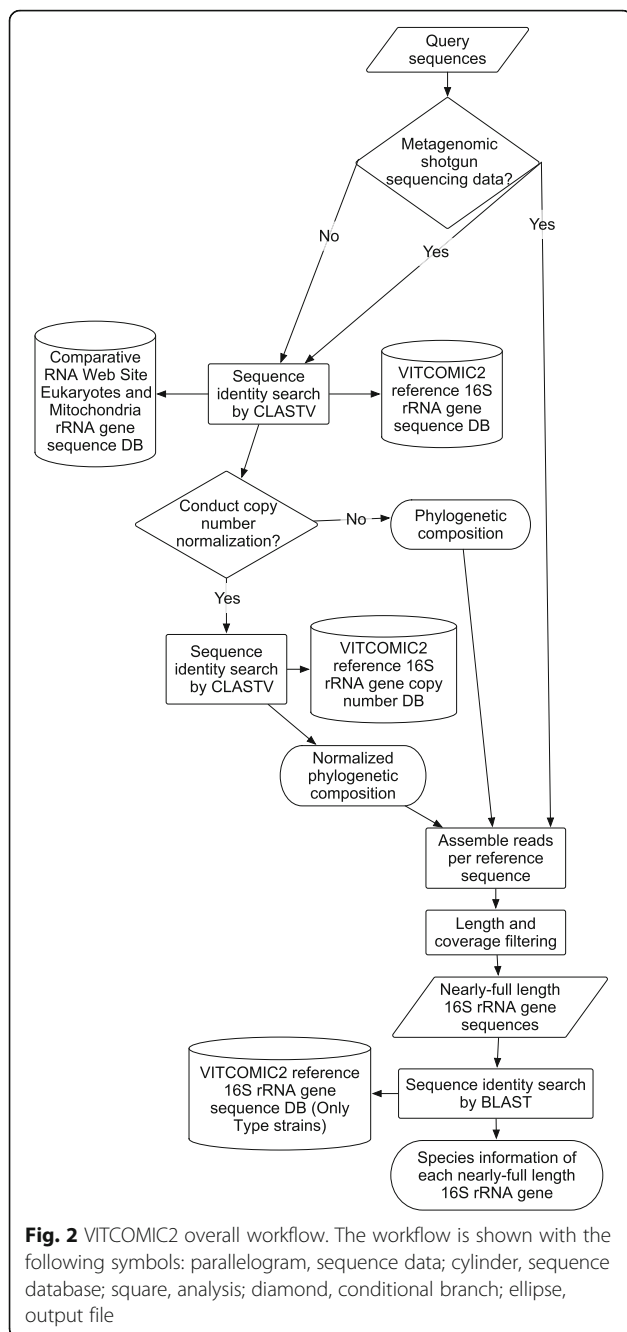 Query
sequences
Metagenomic
shotgun
sequencing data?
No
Yes
Yes
Comparative
RNA Web Site
Eukaryotes and
Mitochondria
rRNA gene
sequence DB
Sequence
identity search
by CLASTV
VITCOMIC2
reference 16S
rRNA gene
sequence DB
Conduct copy
number
normalization?
No
Phylogenetic
composition
Yes
Sequence
identity search
by CLASTV
VITCOMIC2
reference 16S
rRNA gene copy
number DB
Normalized
phylogenetic
composition
Assemble reads
per reference
sequence
Length and
coverage filtering
Nearly-full length
16S rRNA gene
sequences
VITCOMIC2 reference
16S rRNA gene
sequence DB (Only
Type strains)
Sequence identity search
by BLAST
Species information of
each nearly-full length
16S rRNA gene
Fig. 2 VITCOMIC2 overall workflow. The workflow is shown with the
following symbols: parallelogram, sequence data; cylinder, sequence
database; square, analysis; diamond, conditional branch; ellipse,
output file